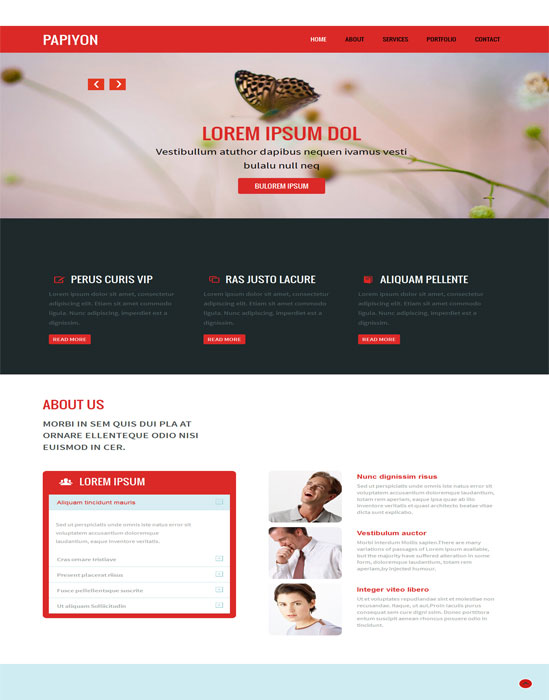 PAPIYON
HOME ABOUT SERVICES PORTFOLIO CONTACT
LOREM IPSUM DOL
Vestibullum atuthor dapibus nequen ivamus vesti
bulalu null neq
BULOREM IPSUM
PERUS CURIS VIP
Lorem ipsum dolor sit amet, consectetur
adipiscing elit. Etiam sit amet commodo
ligula. Nunc adipiscing, imperdiet est a
dignissim.
READ MORE
RAS JUSTO LACURE
Lorem ipsum dolor sit amet, consectetur
adipiscing elit. Etiam sit amet commodo
ligula. Nunc adipiscing, imperdiet est a
dignissim.
READ MORE
ALIQUAM PELLENTE
Lorem ipsum dolor sit amet, consectetur
adipiscing elit. Etiam sit amet commodo
ligula. Nunc adipiscing, imperdiet est a
dignissim.
READ MORE
ABOUT US
MORBI IN SEM QUIS DUI PLA AT
ORNARE ELLENTEQUE ODIO NISI
EUISMOD IN CER.
LOREM IPSUM
Aliquam tincidunt mauris
Sed ut perspiciatis unde omnis iste natus error sit
voluptatem accusantium doloremque
laudantium, eaque inventore veritatis.
Cras ornare tristique
Present placerat risus
Fusce pellefientsque suscrite
Ut aliquam Sollicitudin
Nunc dignissim risus
Sed ut perspiciatis unde omnis iste natus error sit
voluptatem accusantium doloremque laudantium,
totam rem aperiam, eaque ipsa quae ab illo
inventore veritatis et quasi architecto beatae vitae
dicta sunt explicatio.
Vestibulum auctor
Morbi interdum mollis sapien.There are many
variations of passages of Lorem Ipsum available,
but the majority have suffered alteration in some
form, doloremque laudantium, totam rem
aperiam,by injected humour.
Integer viteo libero
Ut et voluptates repudiandae sint et molestiae non
recusandae. Itaque, ut aut.Proin iaculis purus
consequat sem cure digni ssim. Donec porttitora
entum suscipit aenean rhoncus posuere odio in
tincidunt.